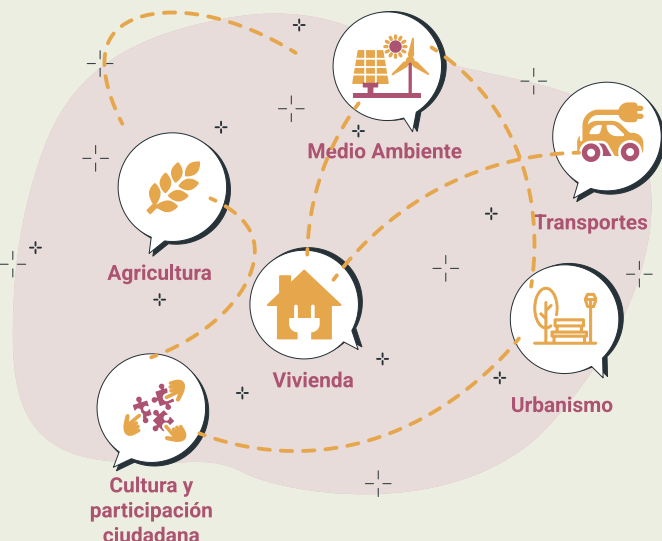 Medio Ambiente
Transportes
Agricultura
Vivienda
Urbanismo
Cultura y
participación
ciudadana